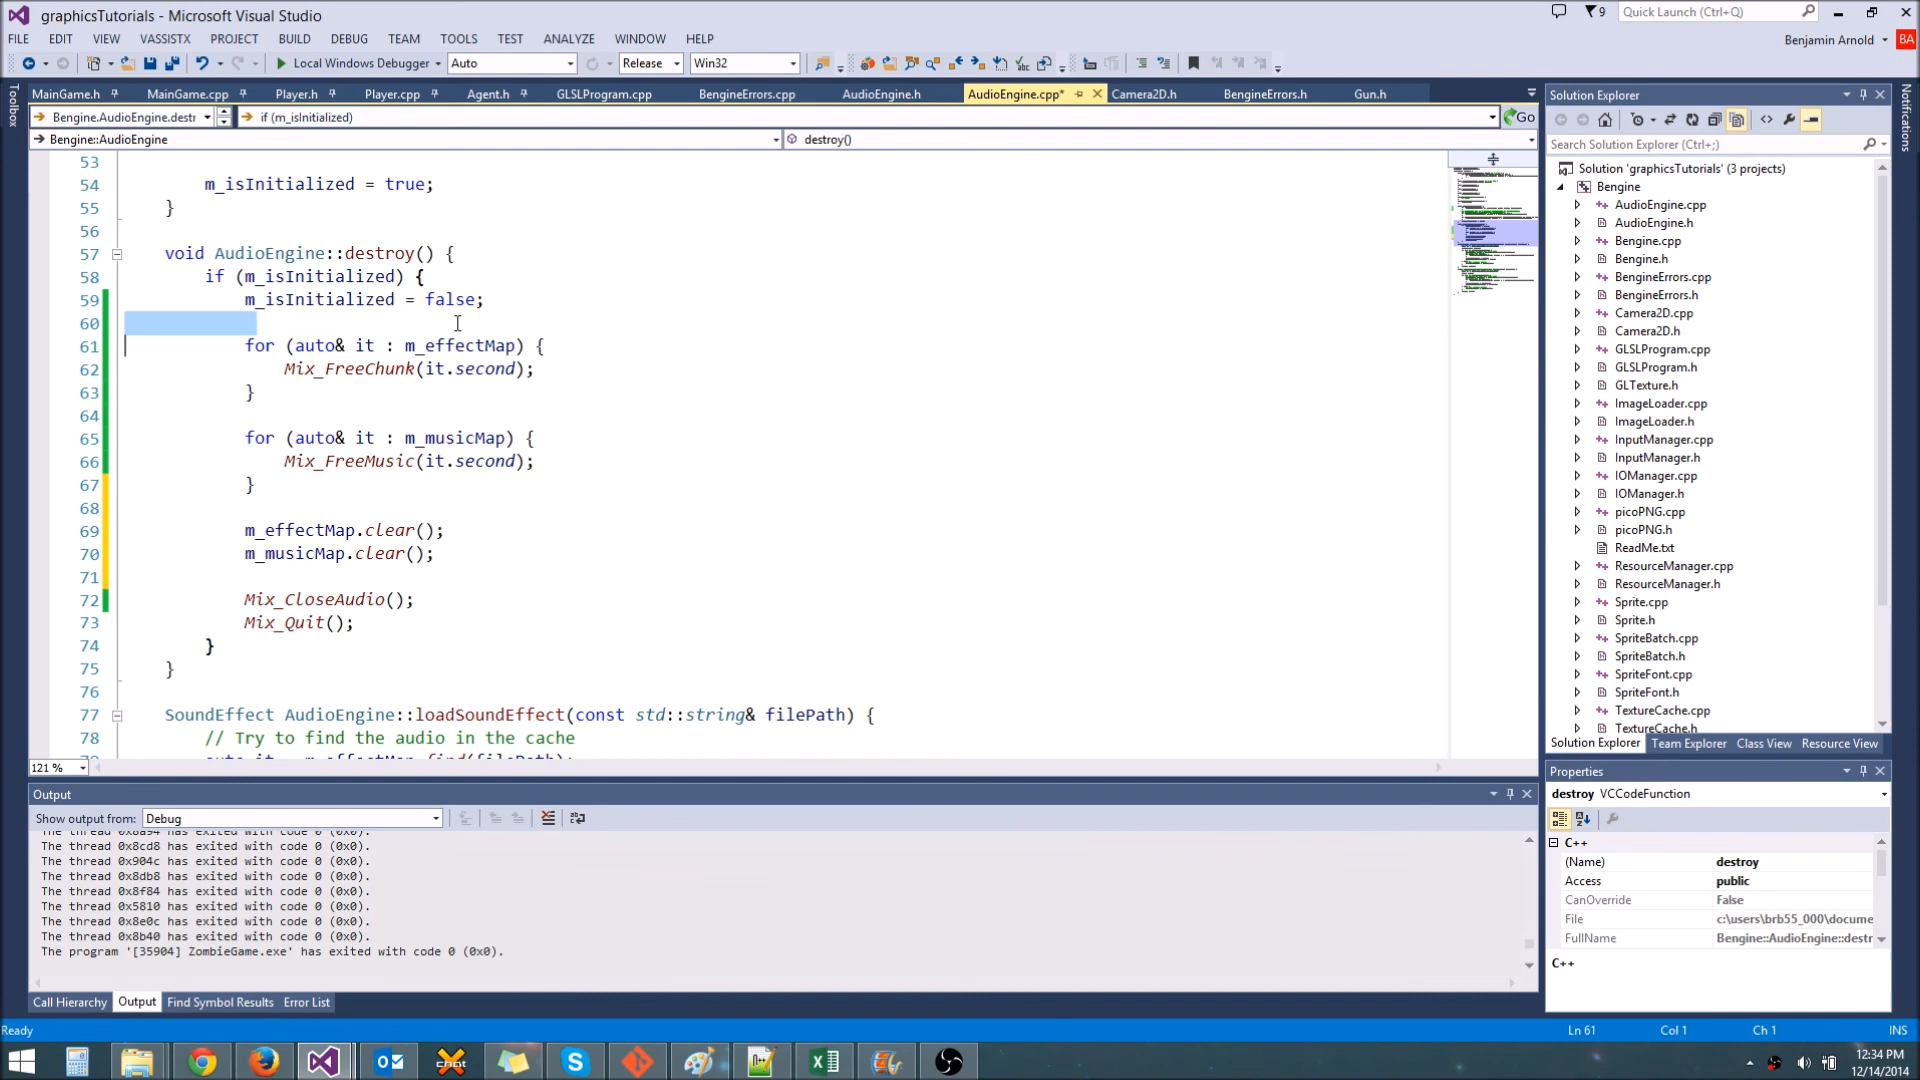 graphicsTutorials - Microsoft Visual Studio
9
Quick Launch (Ctrl+Q)
FILE EDIT VIEW VASSISTX PROJECT BUILD DEBUG TEAM TOOLS TEST ANALYZE WINDOW HELP
Benjamin Arnold BA
Local Windows Debugger Auto Release Win32
Toolbox
MainGame.h MainGame.cpp Player.h Player.cpp Agent.h GLSLProgram.cpp BengineErrors.cpp AudioEngine.h AudioEngine.cpp* Camera2D.h BengineErrors.h Gun.h
Bengine.AudioEngine.destr if (m_isInitialized) Go
Bengine::AudioEngine destroy()
53
54 m_isInitialized = true;
55 }
56
57 void AudioEngine::destroy() {
58 if (m_isInitialized) {
59 m_isInitialized = false;
60
61 for (auto& it : m_effectMap) {
62 Mix_FreeChunk(it.second);
63 }
64
65 for (auto& it : m_musicMap) {
66 Mix_FreeMusic(it.second);
67 }
68
69 m_effectMap.clear();
70 m_musicMap.clear();
71
72 Mix_CloseAudio();
73 Mix_Quit();
74 }
75 }
76
77 SoundEffect AudioEngine::loadSoundEffect(const std::string& filePath) {
78 // Try to find the audio in the cache
121 %
Output
Show output from: Debug
The thread 0x8a94 has exited with code 0 (0x0).
The thread 0x8cd8 has exited with code 0 (0x0).
The thread 0x904c has exited with code 0 (0x0).
The thread 0x8db8 has exited with code 0 (0x0).
The thread 0x8f84 has exited with code 0 (0x0).
The thread 0x5810 has exited with code 0 (0x0).
The thread 0x8e0c has exited with code 0 (0x0).
The thread 0x8b40 has exited with code 0 (0x0).
The program '[35904] ZombieGame.exe' has exited with code 0 (0x0).
Call Hierarchy Output Find Symbol Results Error List
Solution Explorer
Search Solution Explorer (Ctrl+;)
Solution 'graphicsTutorials' (3 projects)
Bengine
AudioEngine.cpp
AudioEngine.h
Bengine.cpp
Bengine.h
BengineErrors.cpp
BengineErrors.h
Camera2D.cpp
Camera2D.h
GLSLProgram.cpp
GLSLProgram.h
GLTexture.h
ImageLoader.cpp
ImageLoader.h
InputManager.cpp
InputManager.h
IOManager.cpp
IOManager.h
picoPNG.cpp
picoPNG.h
ReadMe.txt
ResourceManager.cpp
ResourceManager.h
Sprite.cpp
Sprite.h
SpriteBatch.cpp
SpriteBatch.h
SpriteFont.cpp
SpriteFont.h
TextureCache.cpp
TextureCache.h
Solution Explorer Team Explorer Class View Resource View
Notifications
Properties
destroy VCCodeFunction
C++
(Name) destroy
Access public
CanOverride False
File c:\users\brb55_000\docume
FullName Bengine::AudioEngine::destr
C++
Ready Ln 61 Col 1 Ch 1 INS
12:34 PM
12/14/2014